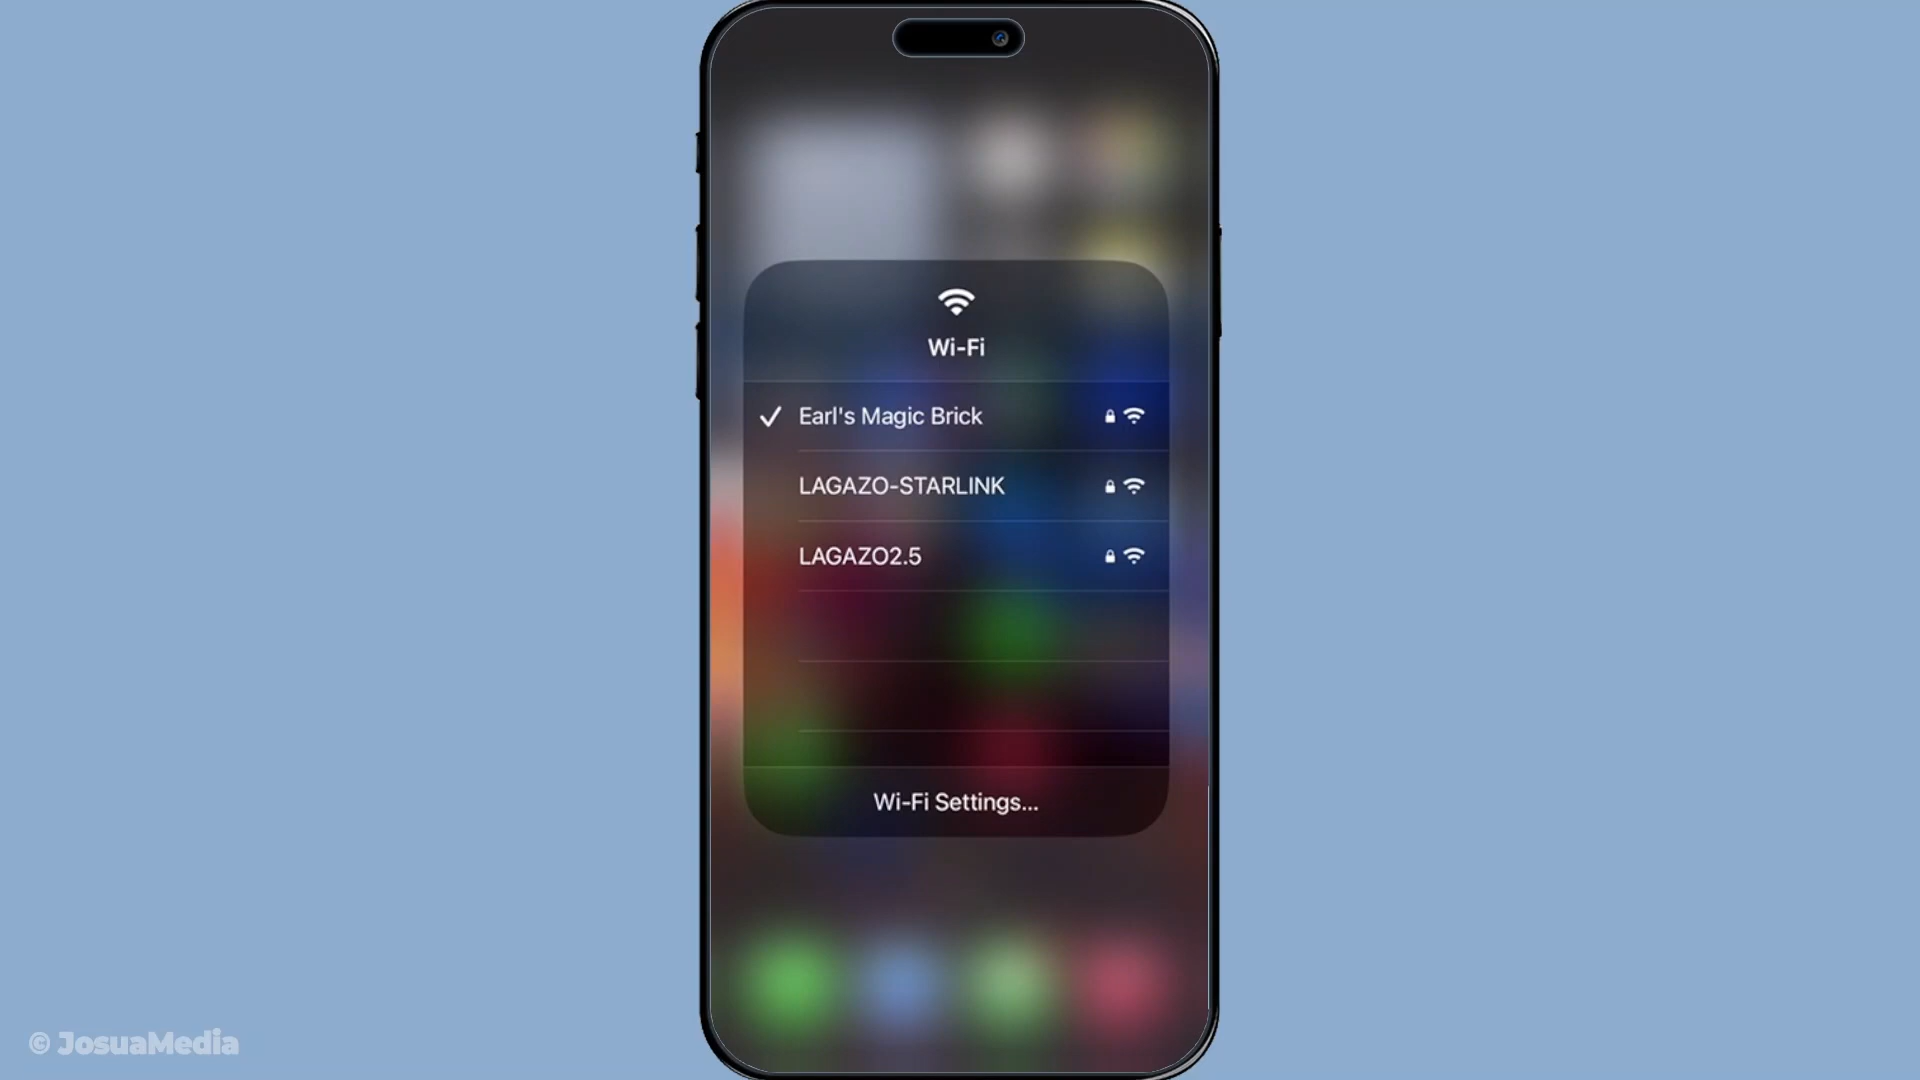 Wi-Fi
Earl's Magic Brick
LAGAZO-STARLINK
LAGAZO2.5
Wi-Fi Settings...
© JosuaMedia